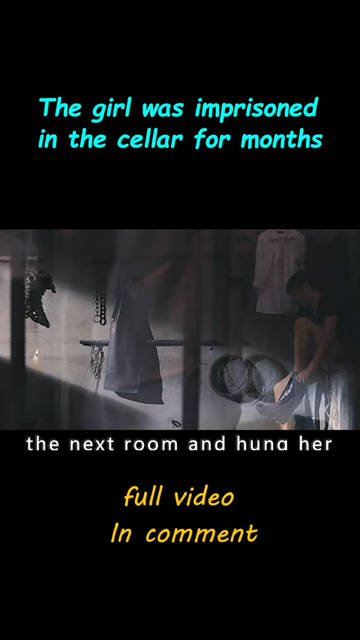 The girl was imprisoned
in the cellar for months
the next room and hung her
full video
In comment